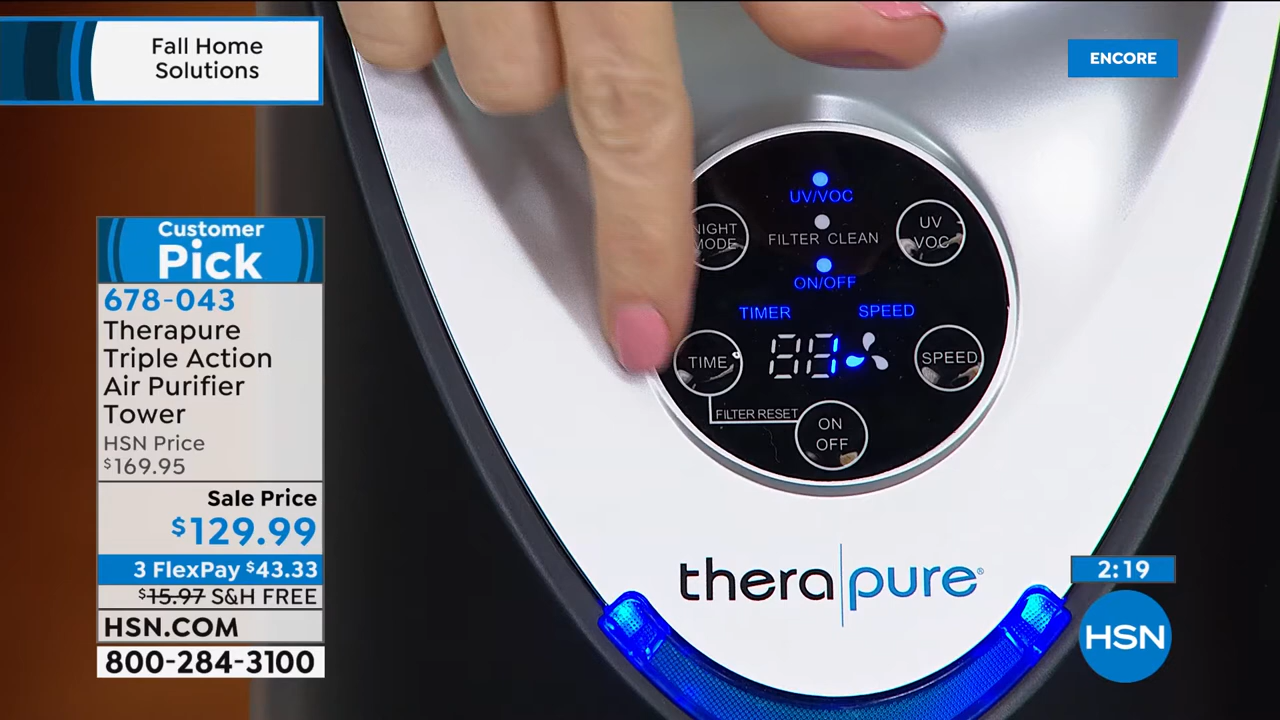 Fall Home
Solutions
ENCORE
Customer
Pick
678-043
Therapure
Triple Action
Air Purifier
Tower
HSN Price
$169.95
Sale Price
$129.99
3 FlexPay $43.33
$15.97 S&H FREE
HSN.COM
800-284-3100
UV/VOC
NIGHT
MODE
FILTER CLEAN
UV
VOC
ON/OFF
TIMER
SPEED
TIME
SPEED
FILTER RESET
ON
OFF
therapure®
2:19
HSN